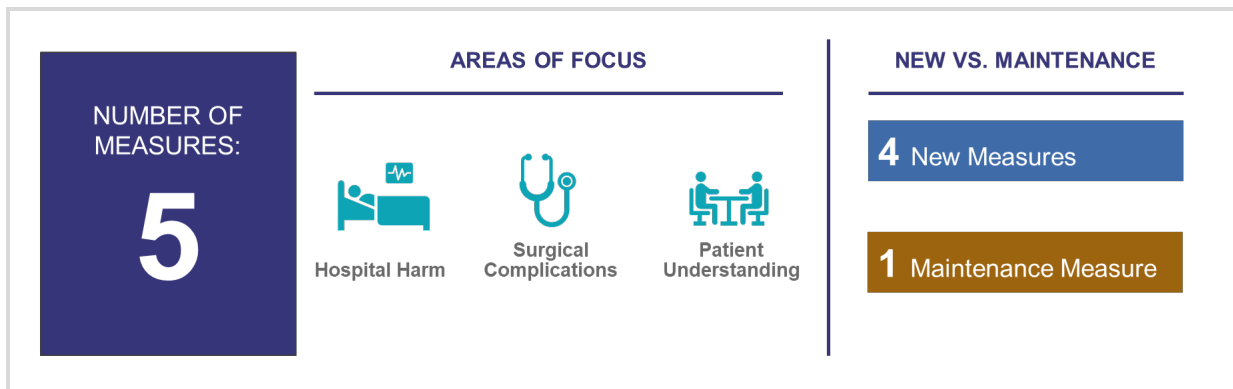 NUMBER OF
MEASURES:
5
AREAS OF FOCUS
Hospital Harm
Surgical
Complications
Patient
Understanding
NEW VS. MAINTENANCE
4 New Measures
1 Maintenance Measure